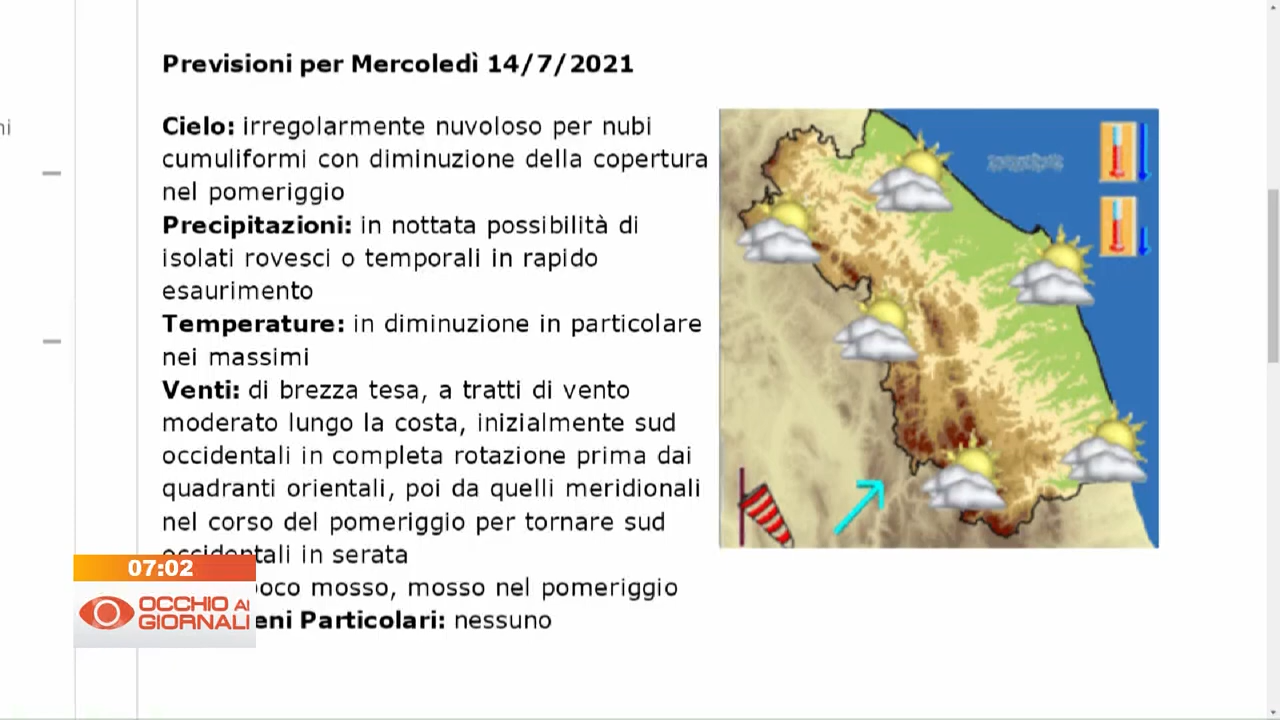 Previsioni per Mercoledì 14/7/2021
ni
Cielo: irregolarmente nuvoloso per nubi
cumuliformi con diminuzione della copertura
nel pomeriggio
Precipitazioni: in nottata possibilità di
isolati rovesci o temporali in rapido
esaurimento
Temperature: in diminuzione in particolare
nei massimi
Venti: di brezza tesa, a tratti di vento
moderato lungo la costa, inizialmente sud
occidentali in completa rotazione prima dai
quadranti orientali, poi da quelli meridionali
nel corso del pomeriggio per tornare sud
occidentali in serata
poco mosso, mosso nel pomeriggio
eni Particolari: nessuno
07:02
OCCHIO AI
GIORNALI